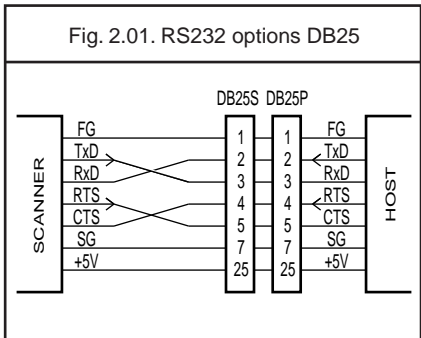 Fig. 2.01. RS232 options DB25
DB25S DB25P
FG 1 1 FG
TxD 2 2 TxD
RxD 3 3 RxD
RTS 4 4 RTS
CTS 5 5 CTS
SG 7 7 SG
+5V 25 25 +5V
SCANNER
HOST